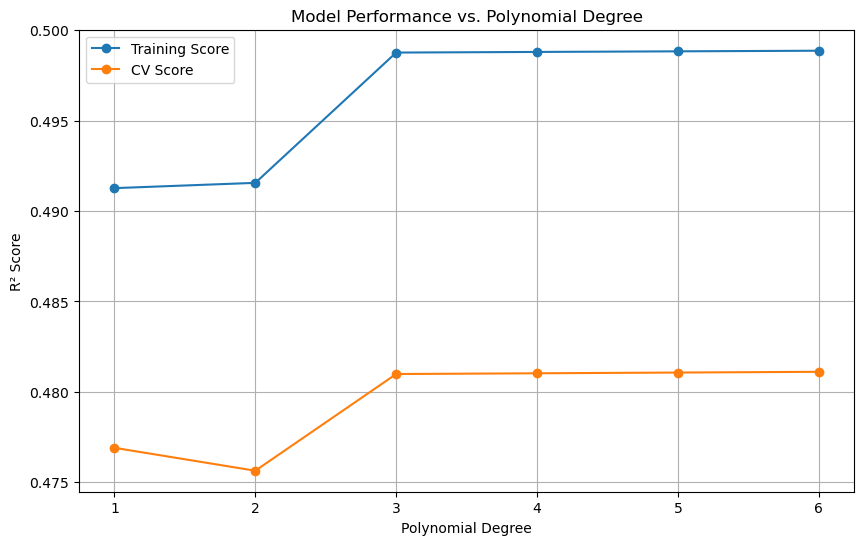 Model Performance vs. Polynomial Degree
Training Score
CV Score
R² Score
0.500
0.495
0.490
0.485
0.480
0.475
1 2 3 4 5 6
Polynomial Degree